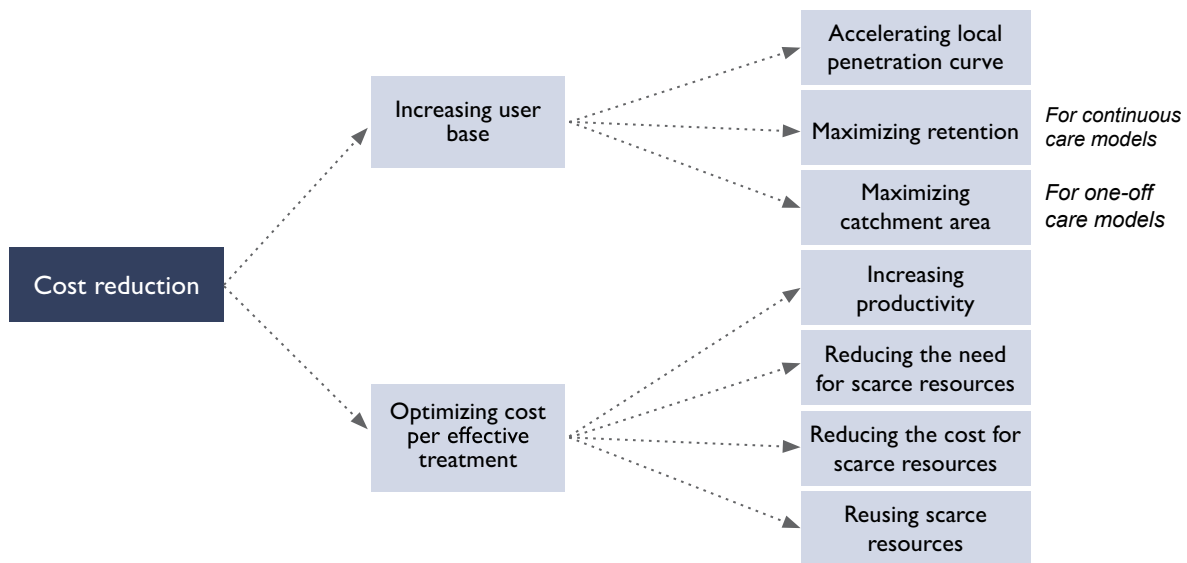 Cost reduction
Increasing user
base
Optimizing cost
per effective
treatment
Accelerating local
penetration curve
Maximizing retention
For continuous
care models
Maximizing
catchment area
For one-off
care models
Increasing
productivity
Reducing the need
for scarce resources
Reducing the cost for
scarce resources
Reusing scarce
resources